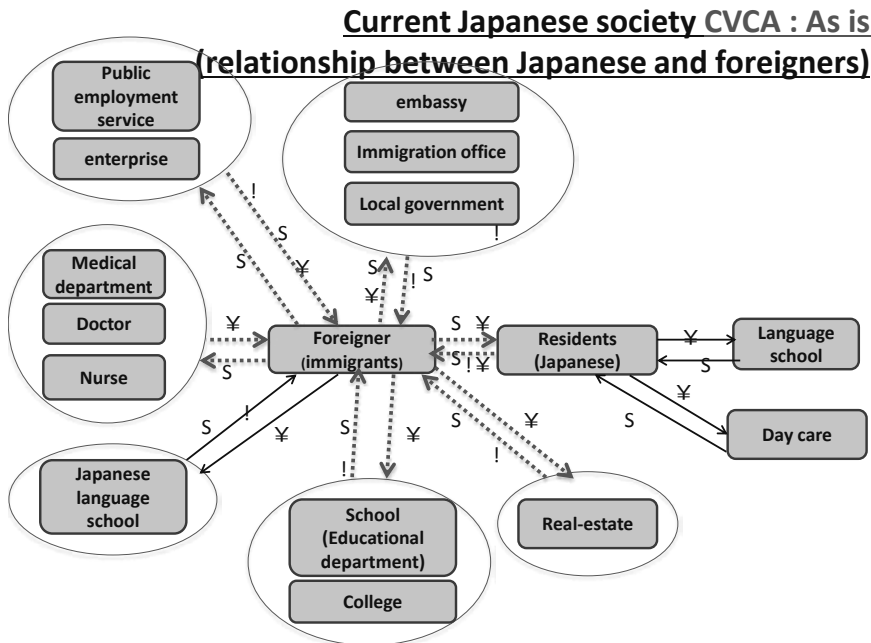 Current Japanese society CVCA : As is
(relationship between Japanese and foreigners)
Public
employment
service
enterprise
embassy
Immigration office
Local government
!
!
S
S
¥
S
¥
!
S
Medical
department
Doctor
Nurse
¥
S
Foreigner
(immigrants)
S ¥
S ! ¥
Residents
(Japanese)
¥
S
Language
school
¥
S
Day care
S
!
¥
S
!
¥
S
!
¥
Japanese
language
school
School
(Educational
department)
College
Real-estate